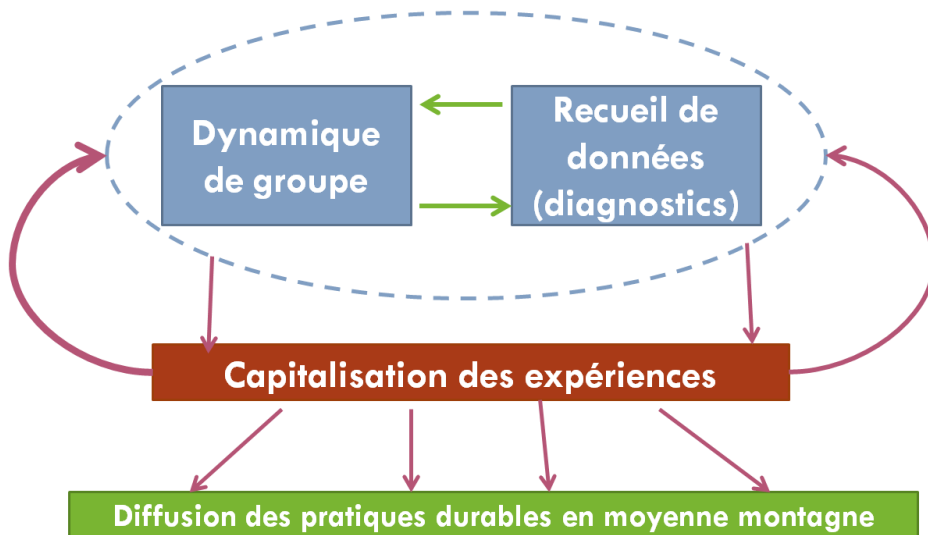 Dynamique
de groupe
Recueil de
données
(diagnostics)
Capitalisation des expériences
Diffusion des pratiques durables en moyenne montagne